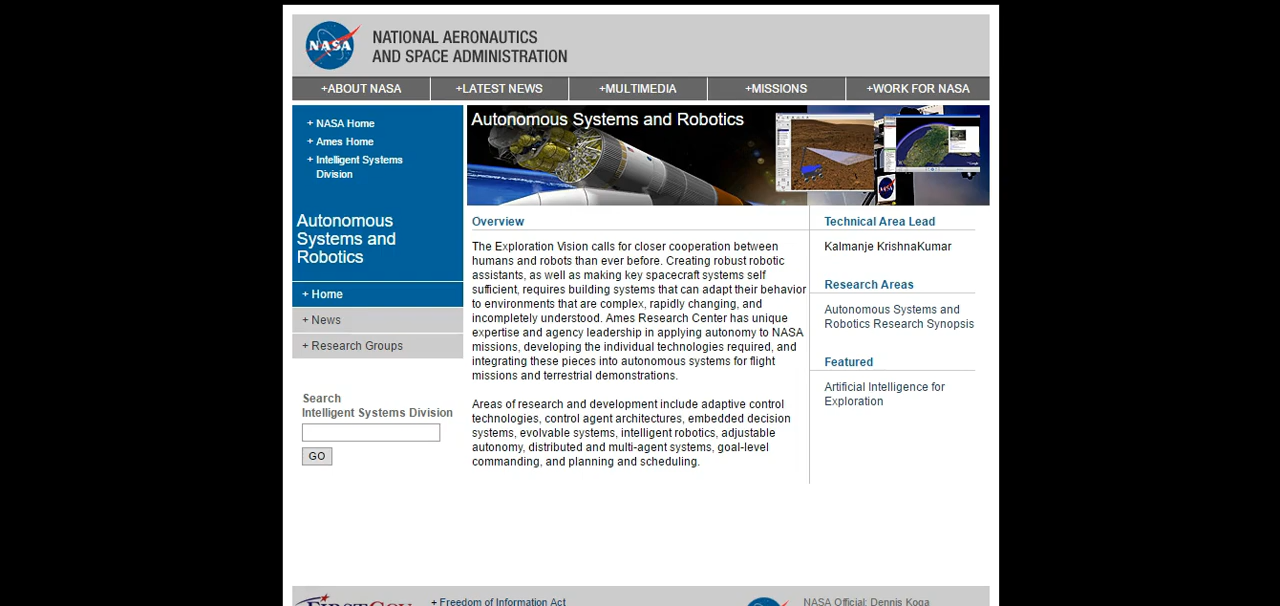 NASA
NATIONAL AERONAUTICS
AND SPACE ADMINISTRATION
+ABOUT NASA
+LATEST NEWS
+MULTIMEDIA
+MISSIONS
+WORK FOR NASA
+ NASA Home
+ Ames Home
+ Intelligent Systems
Division
Autonomous
Systems and
Robotics
+ Home
+ News
+ Research Groups
Search
Intelligent Systems Division
GO
Autonomous Systems and Robotics
Overview
The Exploration Vision calls for closer cooperation between
humans and robots than ever before. Creating robust robotic
assistants, as well as making key spacecraft systems self
sufficient, requires building systems that can adapt their behavior
to environments that are complex, rapidly changing, and
incompletely understood. Ames Research Center has unique
expertise and agency leadership in applying autonomy to NASA
missions, developing the individual technologies required, and
integrating these pieces into autonomous systems for flight
missions and terrestrial demonstrations.
Areas of research and development include adaptive control
technologies, control agent architectures, embedded decision
systems, evolvable systems, intelligent robotics, adjustable
autonomy, distributed and multi-agent systems, goal-level
commanding, and planning and scheduling.
Technical Area Lead
Kalmanje KrishnaKumar
Research Areas
Autonomous Systems and
Robotics Research Synopsis
Featured
Artificial Intelligence for
Exploration
FIRSTGOV
+ Freedom of Information Act
NASA Official: Dennis Koga